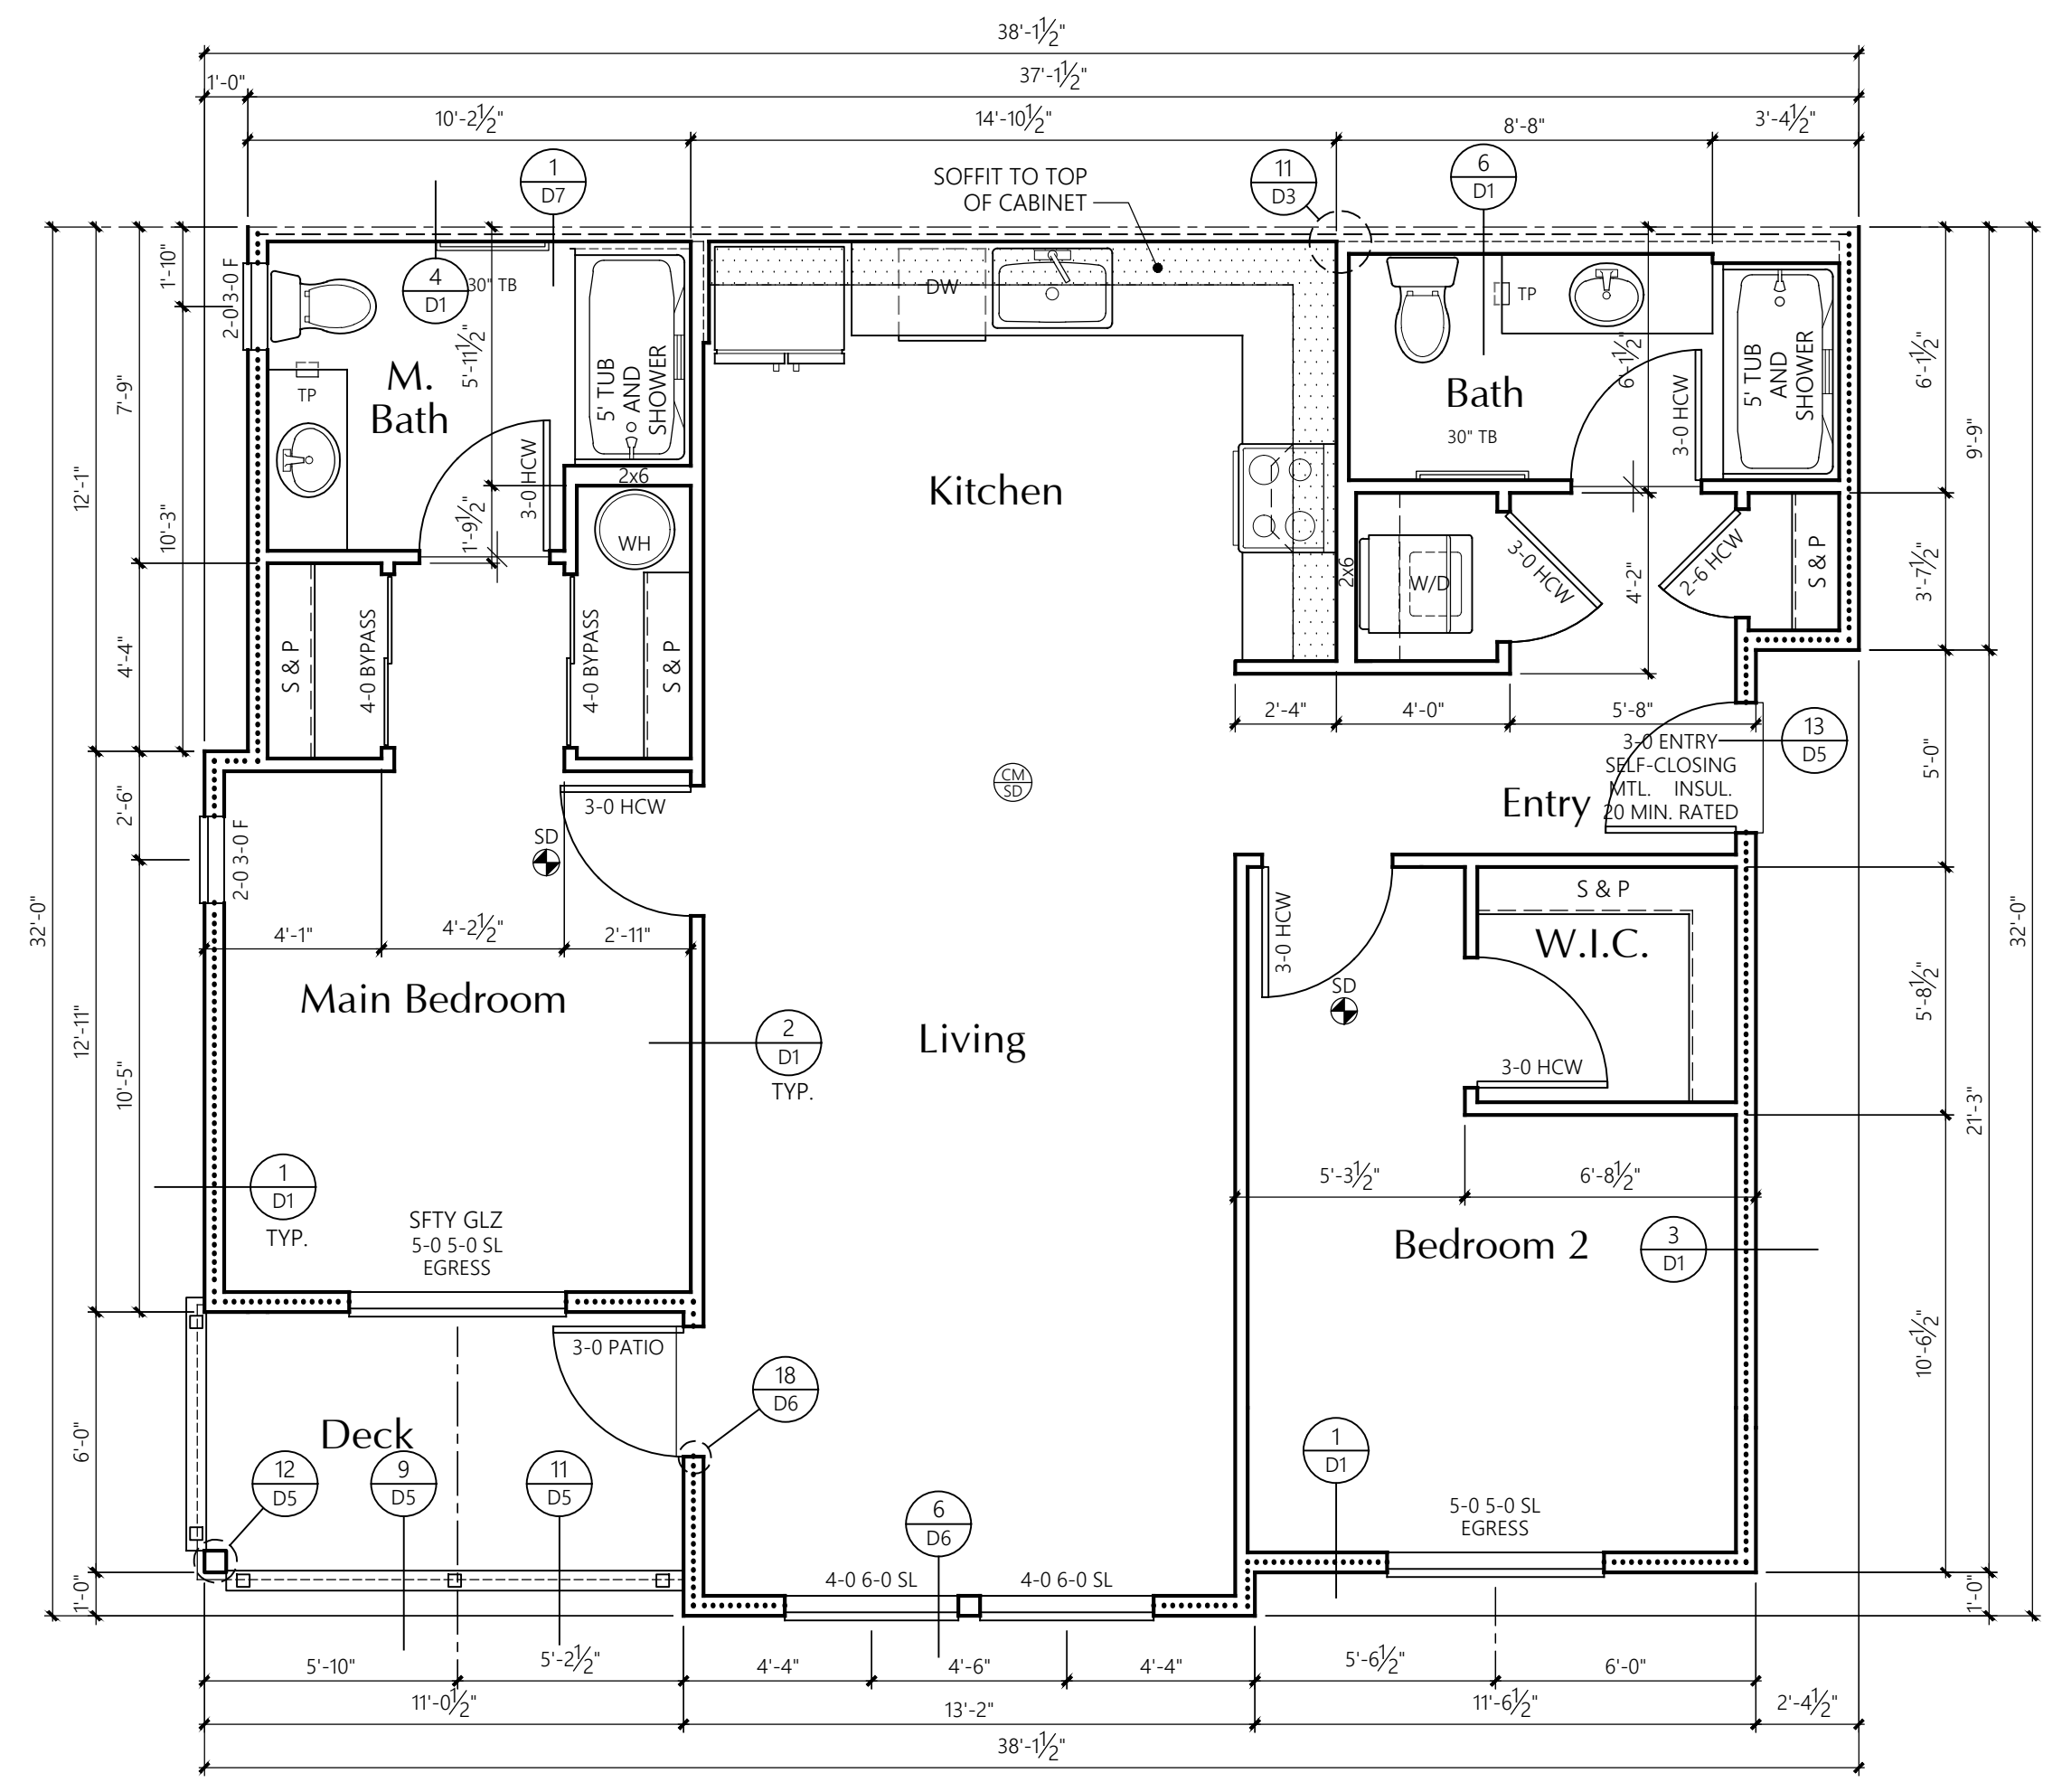 38'-1½"
37'-1½"
1'-0"
10'-2½"
14'-10½"
8'-8"
3'-4½"
1
D7
SOFFIT TO TOP
OF CABINET
11
D3
6
D1
4
D1
30" TB
2-0 3-0 F
1'-10"
7'-9"
10'-3"
12'-1"
4'-4"
2'-6"
32'-0"
12'-11"
10'-5"
6'-0"
1'-0"
TP
M.
Bath
5'-11½"
1'-9½"
3-0 HCW
5' TUB
AND
SHOWER
2x6
WH
S & P
4-0 BYPASS
4-0 BYPASS
S & P
DW
Kitchen
2x6
TP
Bath
30" TB
6'-1½"
3-0 HCW
5' TUB
AND
SHOWER
W/D
3-0 HCW
4'-2"
2-6 HCW
S & P
6'-1½"
9'-9"
3'-7½"
5'-0"
32'-0"
5'-8½"
21'-3"
10'-6½"
1'-0"
2'-4"
4'-0"
5'-8"
13
D5
3-0 ENTRY
SELF-CLOSING
MTL. INSUL.
20 MIN. RATED
Entry
CM
SD
3-0 HCW
SD
2-0 3-0 F
4'-1"
4'-2½"
2'-11"
Main Bedroom
2
D1
TYP.
Living
3-0 HCW
SD
S & P
W.I.C.
3-0 HCW
5'-3½"
6'-8½"
Bedroom 2
3
D1
1
D1
TYP.
SFTY GLZ
5-0 5-0 SL
EGRESS
3-0 PATIO
18
D6
Deck
12
D5
9
D5
11
D5
6
D6
1
D1
5-0 5-0 SL
EGRESS
4-0 6-0 SL
4-0 6-0 SL
5'-10"
5'-2½"
4'-4"
4'-6"
4'-4"
5'-6½"
6'-0"
11'-0½"
13'-2"
11'-6½"
2'-4½"
38'-1½"